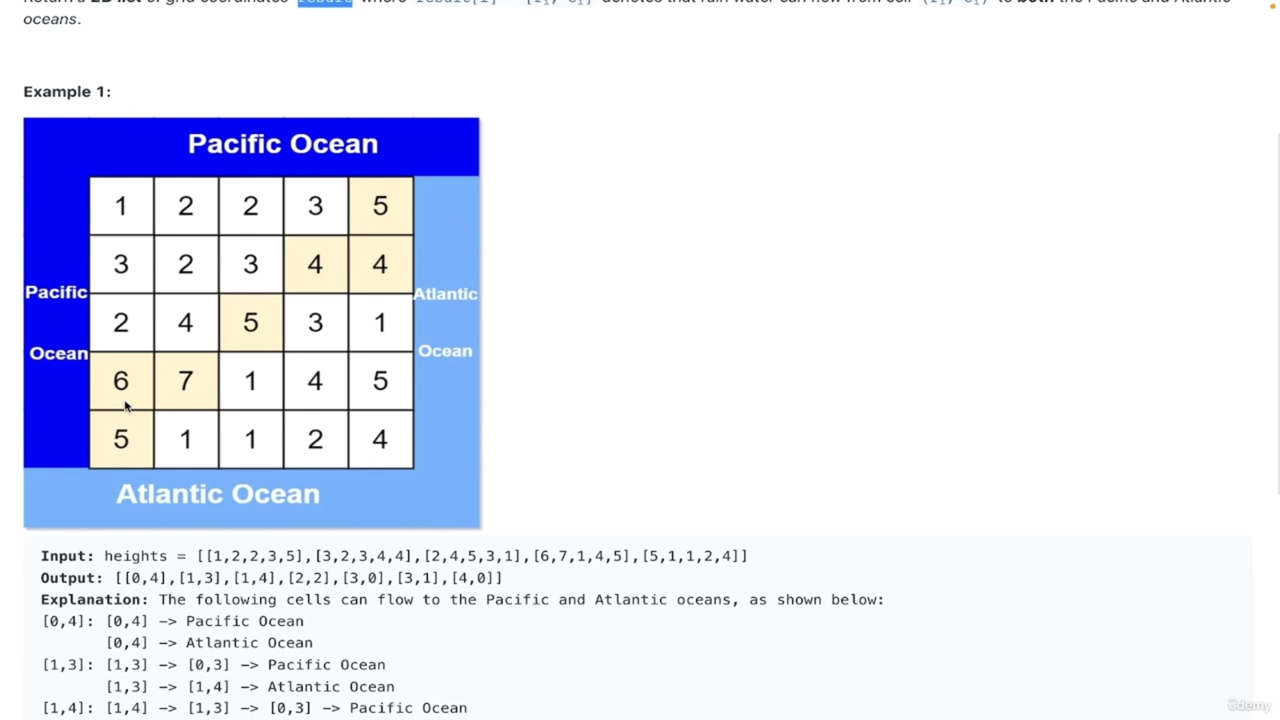 oceans.
Example 1:
Pacific Ocean
1 2 2 3 5
3 2 3 4 4
Pacific
Atlantic
2 4 5 3 1
Ocean
Ocean
6 7 1 4 5
5 1 1 2 4
Atlantic Ocean
Input: heights = [[1,2,2,3,5],[3,2,3,4,4],[2,4,5,3,1],[6,7,1,4,5],[5,1,1,2,4]]
Output: [[0,4],[1,3],[1,4],[2,2],[3,0],[3,1],[4,0]]
Explanation: The following cells can flow to the Pacific and Atlantic oceans, as shown below:
[0,4]: [0,4] -> Pacific Ocean
[0,4] -> Atlantic Ocean
[1,3]: [1,3] -> [0,3] -> Pacific Ocean
[1,3] -> [1,4] -> Atlantic Ocean
[1,4]: [1,4] -> [1,3] -> [0,3] -> Pacific Ocean
ûdemy